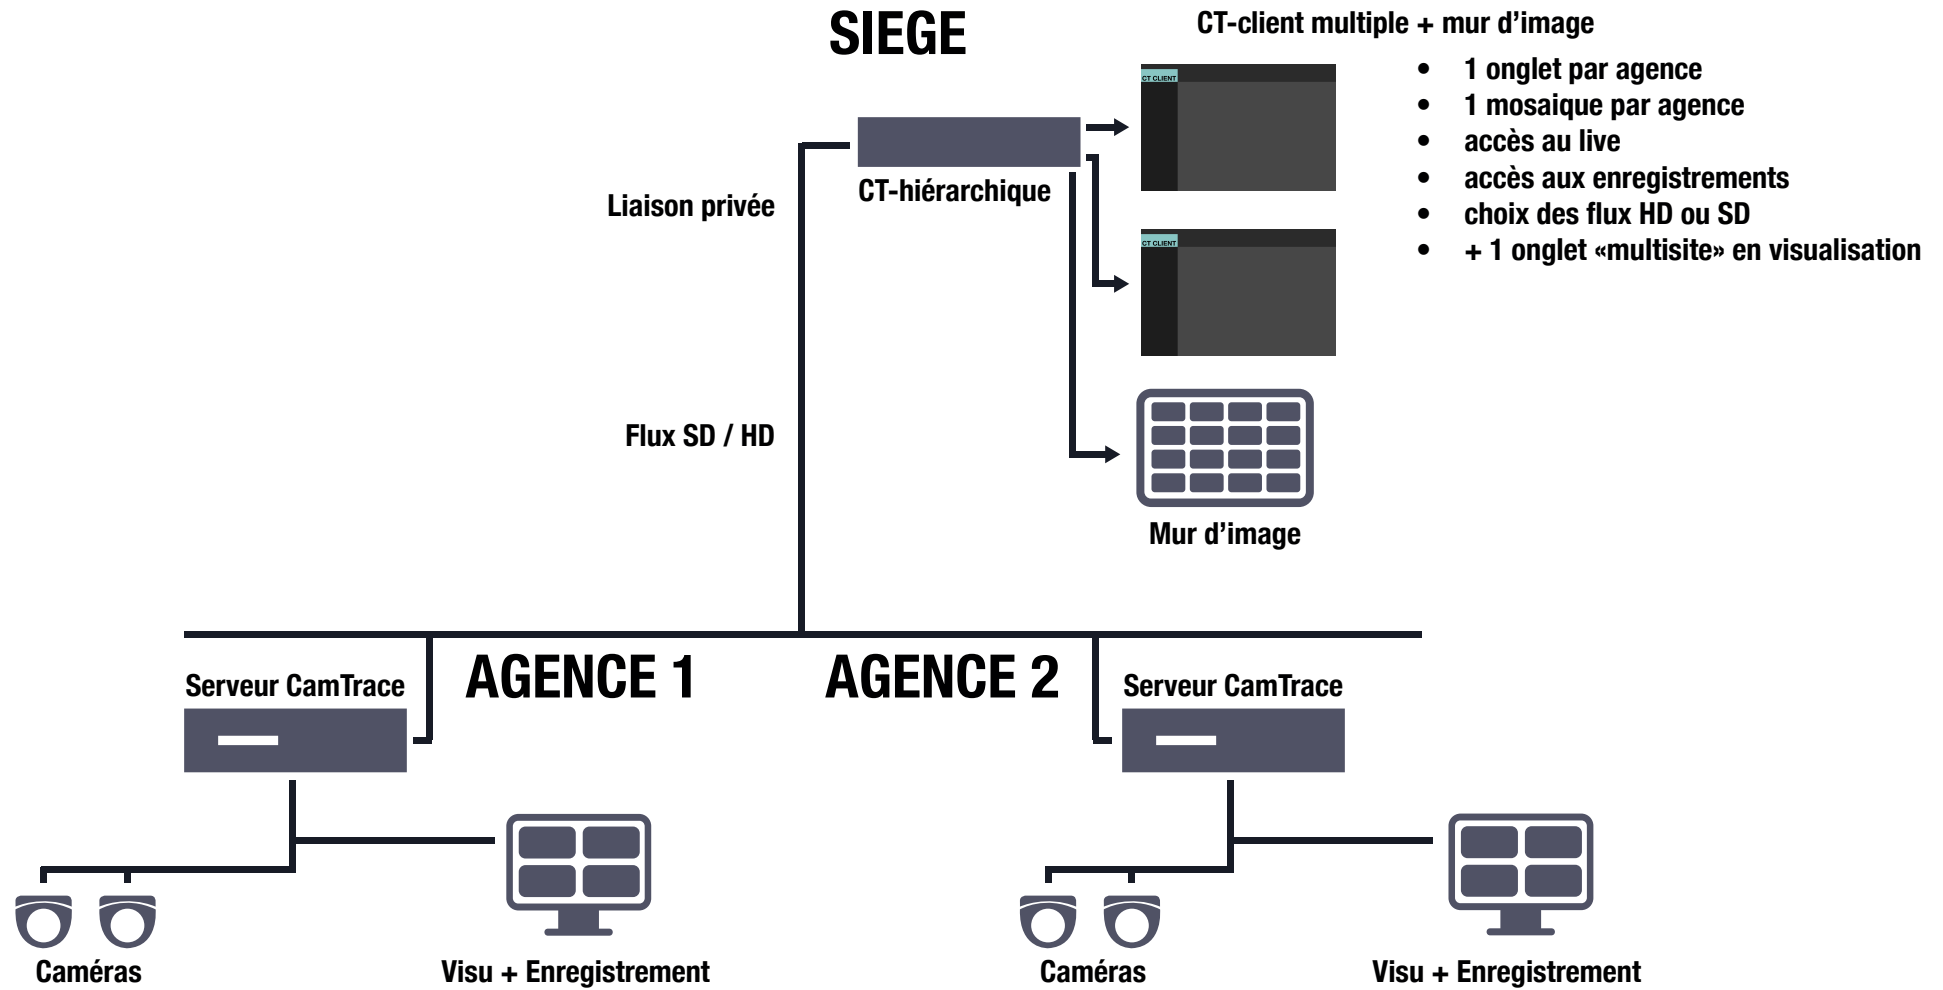 SIEGE
CT-client multiple + mur d’image
• 1 onglet par agence
• 1 mosaique par agence
• accès au live
• accès aux enregistrements
• choix des flux HD ou SD
• + 1 onglet «multisite» en visualisation
CT CLIENT
CT-hiérarchique
Liaison privée
CT CLIENT
Flux SD / HD
Mur d’image
AGENCE 1
AGENCE 2
Serveur CamTrace
Serveur CamTrace
Caméras
Visu + Enregistrement
Caméras
Visu + Enregistrement